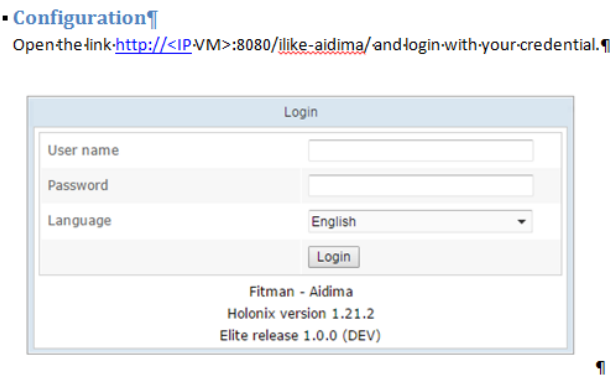 Configuration¶
Open the link http://<IP VM>:8080/ilike-aidima/ and login with your credential.¶
Login
User name
Password
Language English
Login
Fitman - Aidima
Holonix version 1.21.2
Elite release 1.0.0 (DEV)
¶